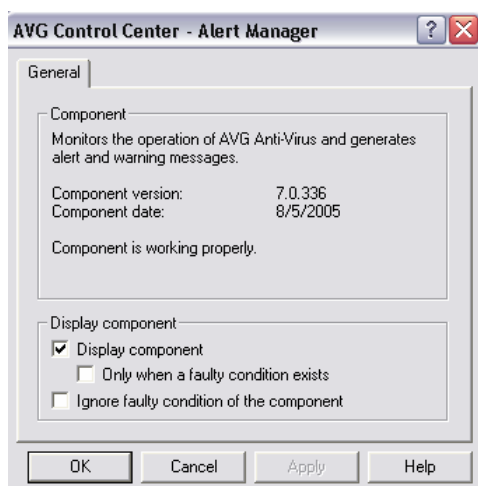 AVG Control Center - Alert Manager
?
X
General
Component
Monitors the operation of AVG Anti-Virus and generates
alert and warning messages.
Component version: 7.0.336
Component date: 8/5/2005
Component is working properly.
Display component
Display component
Only when a faulty condition exists
Ignore faulty condition of the component
OK Cancel Apply Help